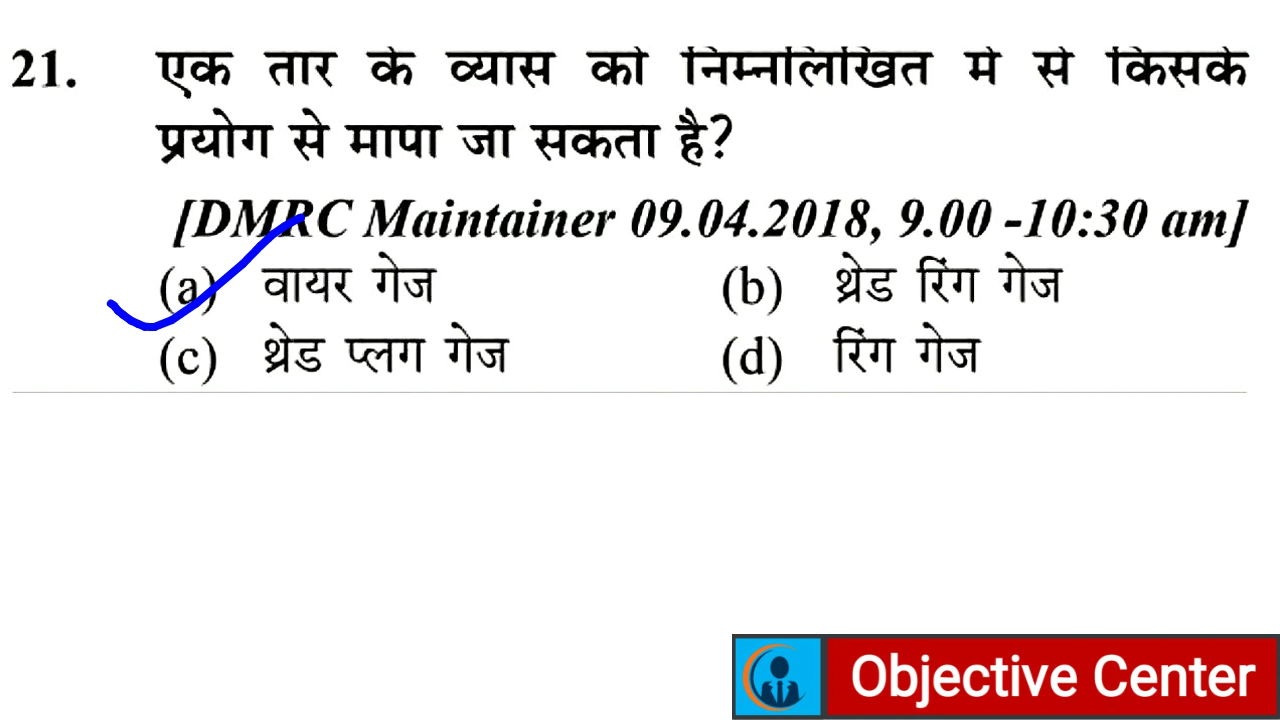 21. एक तार के व्यास को निम्नलिखित में से किसके
प्रयोग से मापा जा सकता है?
[DMRC Maintainer 09.04.2018, 9.00 -10:30 am]
(a) वायर गेज (b) थ्रेड रिंग गेज
(c) थ्रेड प्लग गेज (d) रिंग गेज
Objective Center